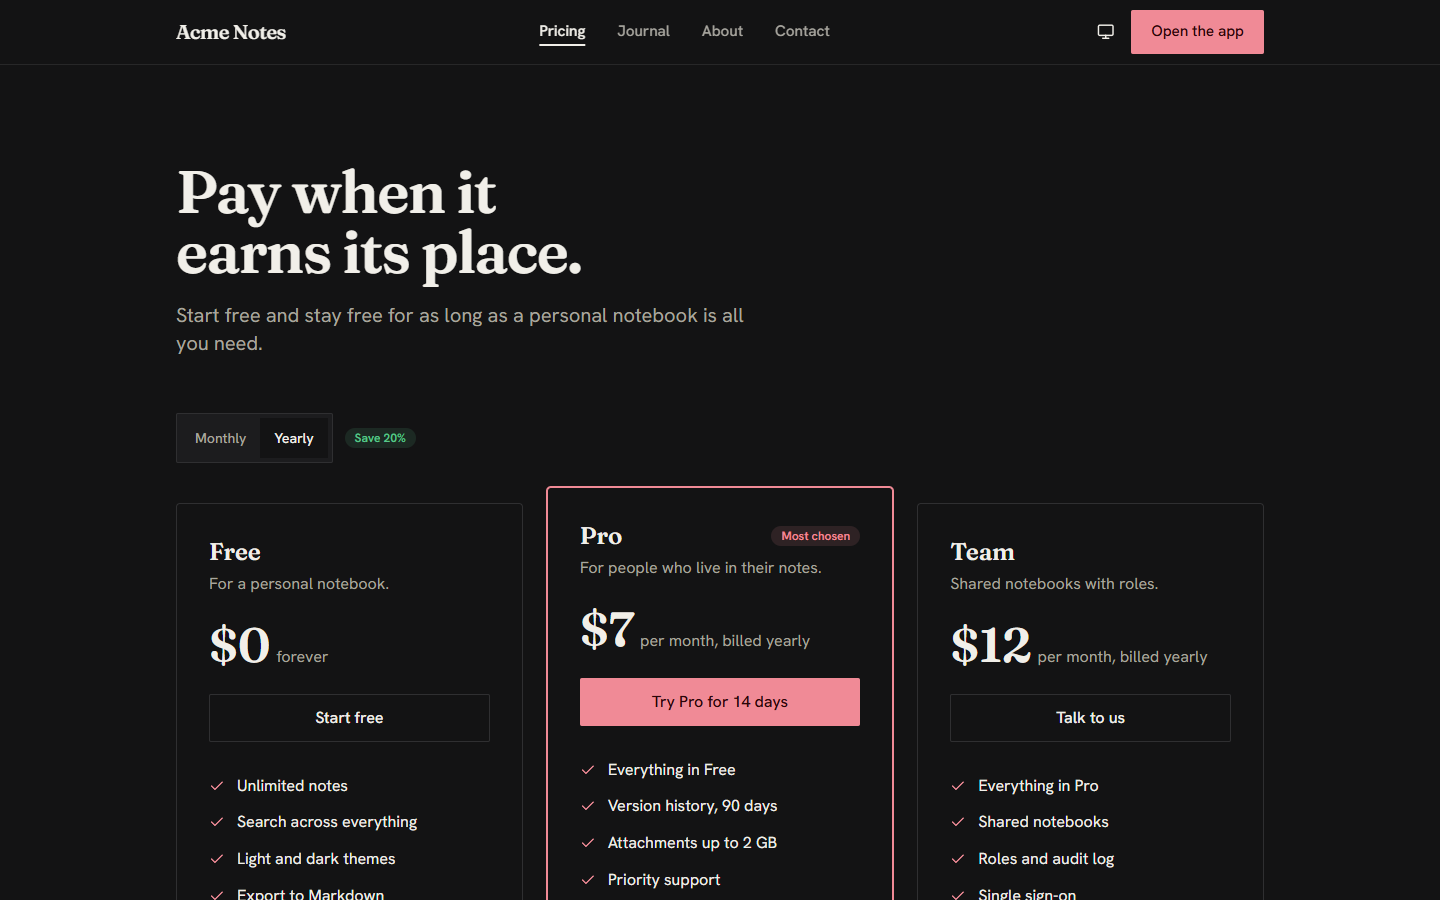 Acme Notes
Pricing
Journal
About
Contact
Open the app
Pay when it
earns its place.
Start free and stay free for as long as a personal notebook is all
you need.
Monthly
Yearly
Save 20%
Free
For a personal notebook.
$0 forever
Start free
Unlimited notes
Search across everything
Light and dark themes
Export to Markdown
Pro
Most chosen
For people who live in their notes.
$7 per month, billed yearly
Try Pro for 14 days
Everything in Free
Version history, 90 days
Attachments up to 2 GB
Priority support
Team
Shared notebooks with roles.
$12 per month, billed yearly
Talk to us
Everything in Pro
Shared notebooks
Roles and audit log
Single sign-on